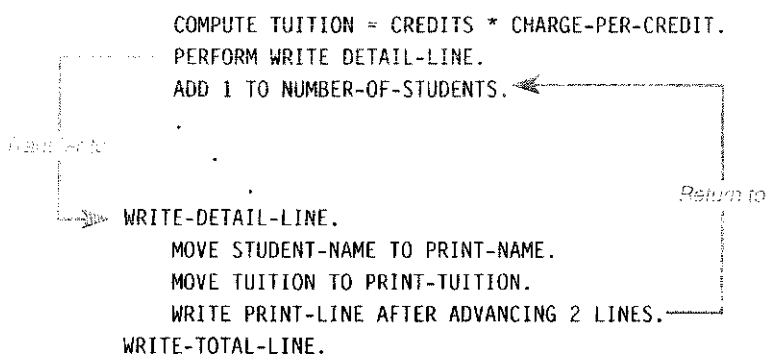 COMPUTE TUITION = CREDITS * CHARGE-PER-CREDIT.
PERFORM WRITE DETAIL-LINE.
ADD 1 TO NUMBER-OF-STUDENTS.
.
.
.
Return to
WRITE-DETAIL-LINE.
MOVE STUDENT-NAME TO PRINT-NAME.
MOVE TUITION TO PRINT-TUITION.
WRITE PRINT-LINE AFTER ADVANCING 2 LINES.
WRITE-TOTAL-LINE.